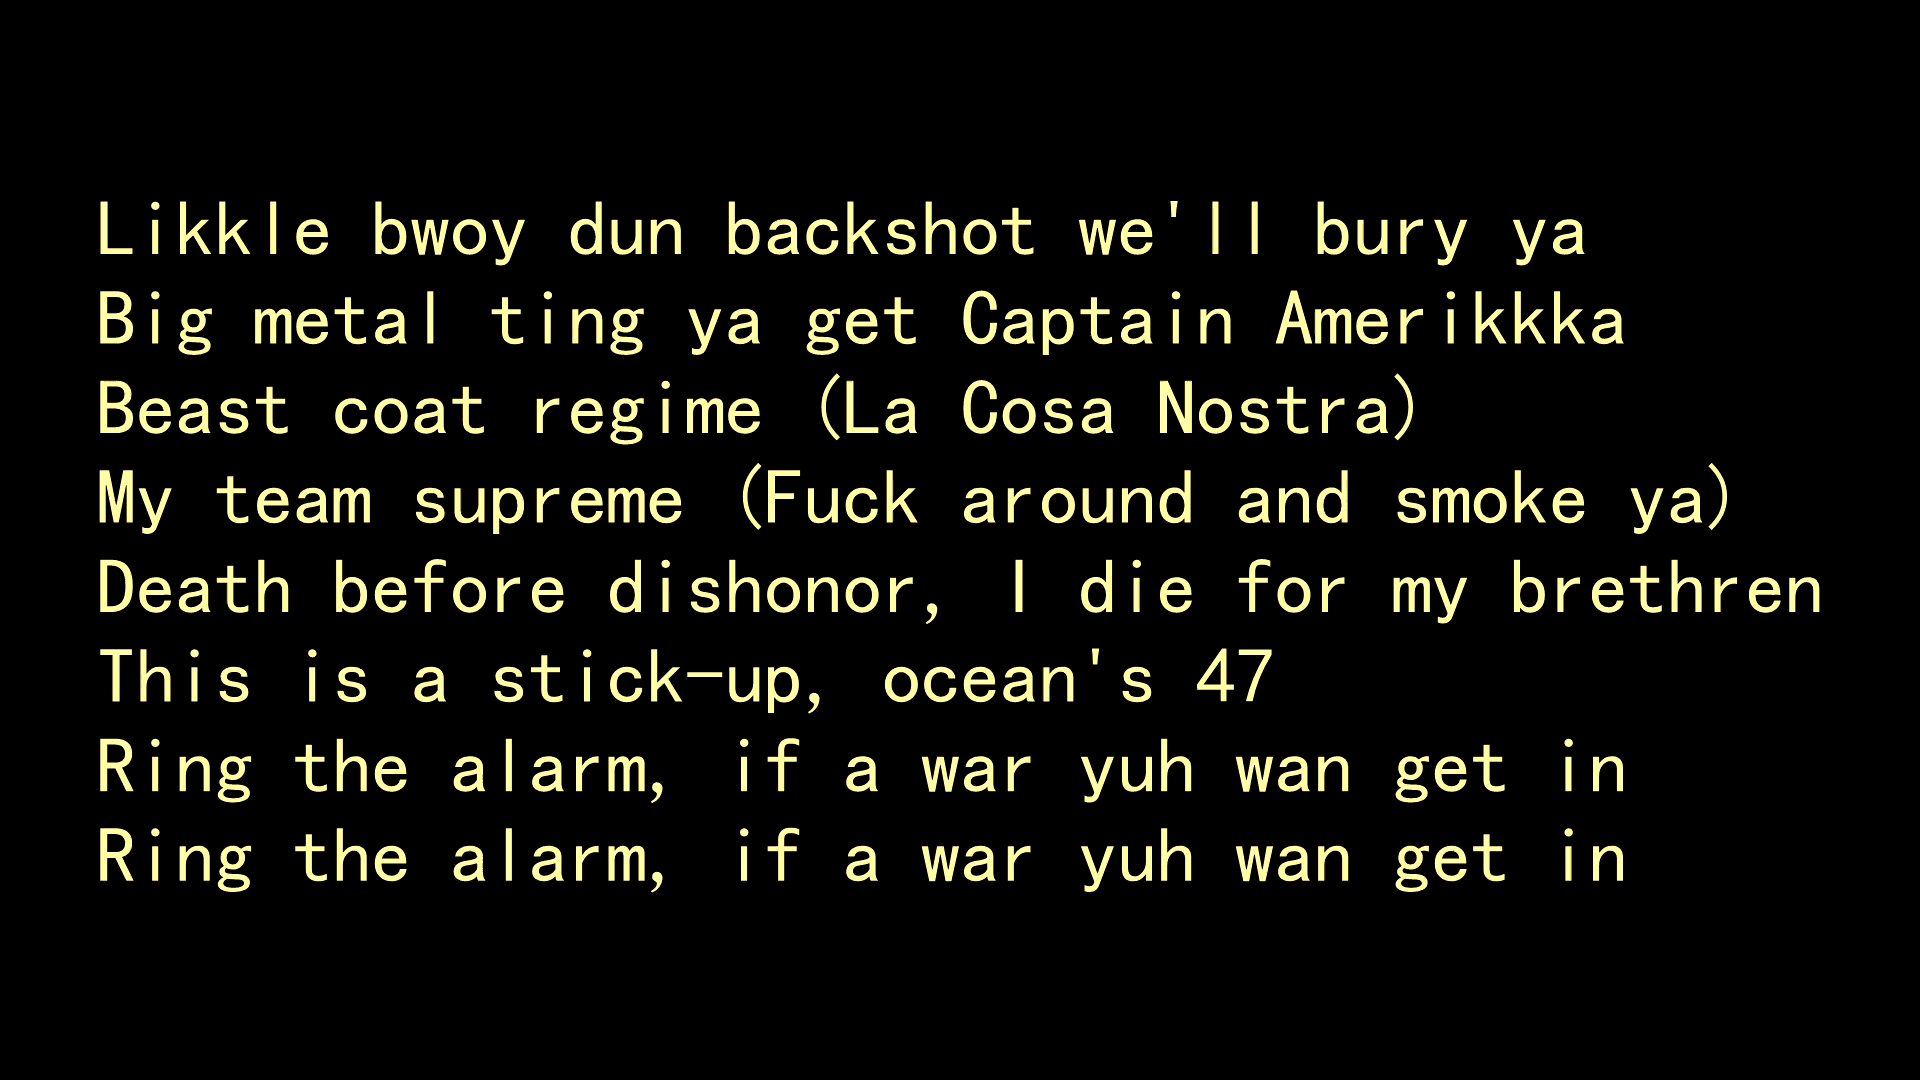 Likkle bwoy dun backshot we'll bury ya
Big metal ting ya get Captain Amerikkka
Beast coat regime (La Cosa Nostra)
My team supreme (Fuck around and smoke ya)
Death before dishonor, I die for my brethren
This is a stick-up, ocean's 47
Ring the alarm, if a war yuh wan get in
Ring the alarm, if a war yuh wan get in